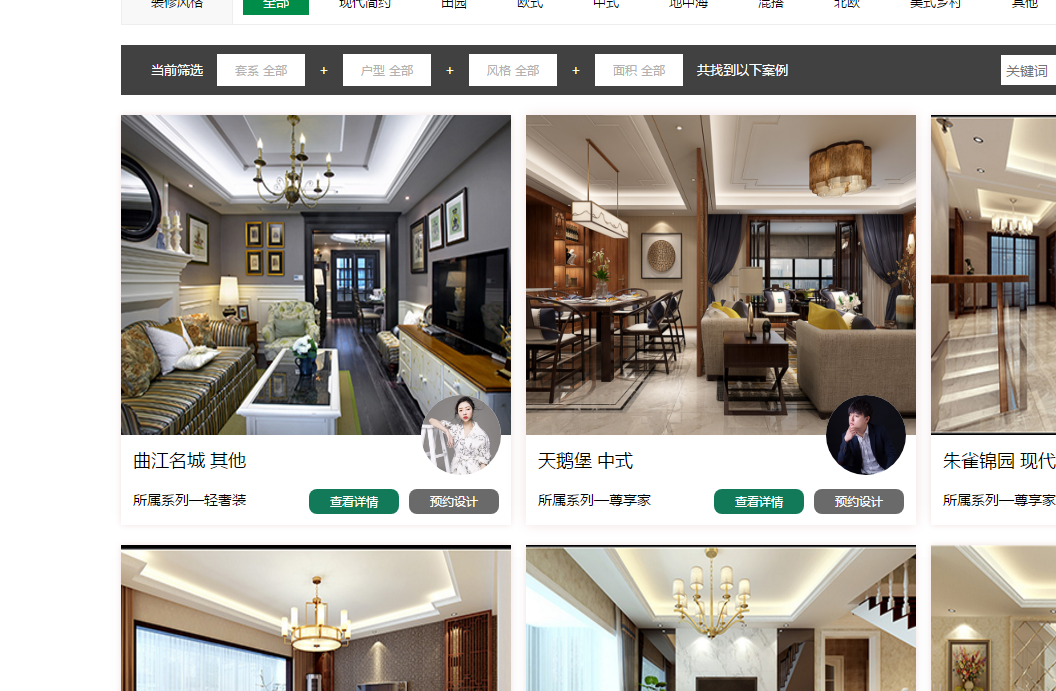 装修风格 全部 现代简约 田园 欧式 中式 地中海 混搭 北欧 美式乡村 其他
当前筛选 套系 全部 + 户型 全部 + 风格 全部 + 面积 全部 共找到以下案例 关键词
曲江名城 其他
所属系列—轻奢装 查看详情 预约设计
天鹅堡 中式
所属系列—尊享家 查看详情 预约设计
朱雀锦园 现代
所属系列—尊享家